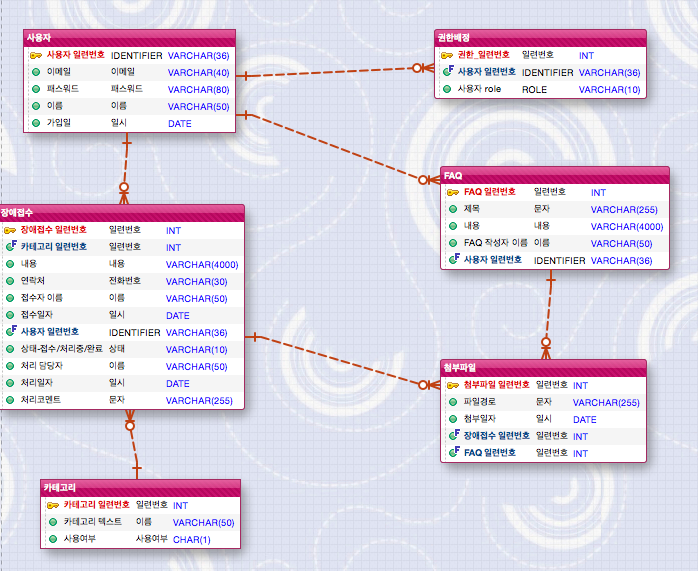 사용자
사용자 일련번호 IDENTIFIER VARCHAR(36)
이메일 이메일 VARCHAR(40)
패스워드 패스워드 VARCHAR(80)
이름 이름 VARCHAR(50)
가입일 일시 DATE
권한배정
권한_일련번호 일련번호 INT
사용자 일련번호 IDENTIFIER VARCHAR(36)
사용자 role ROLE VARCHAR(10)
FAQ
FAQ 일련번호 일련번호 INT
제목 문자 VARCHAR(255)
내용 내용 VARCHAR(4000)
FAQ 작성자 이름 이름 VARCHAR(50)
사용자 일련번호 IDENTIFIER VARCHAR(36)
장애접수
장애접수 일련번호 일련번호 INT
카테고리 일련번호 일련번호 INT
내용 내용 VARCHAR(4000)
연락처 전화번호 VARCHAR(30)
접수자 이름 이름 VARCHAR(50)
접수일자 일시 DATE
사용자 일련번호 IDENTIFIER VARCHAR(36)
상태-접수/처리중/완료 상태 VARCHAR(10)
처리 담당자 이름 VARCHAR(50)
처리일자 일시 DATE
처리코멘트 문자 VARCHAR(255)
첨부파일
첨부파일 일련번호 일련번호 INT
파일경로 문자 VARCHAR(255)
첨부일자 일시 DATE
장애접수 일련번호 일련번호 INT
FAQ 일련번호 일련번호 INT
카테고리
카테고리 일련번호 일련번호 INT
카테고리 텍스트 이름 VARCHAR(50)
사용여부 사용여부 CHAR(1)